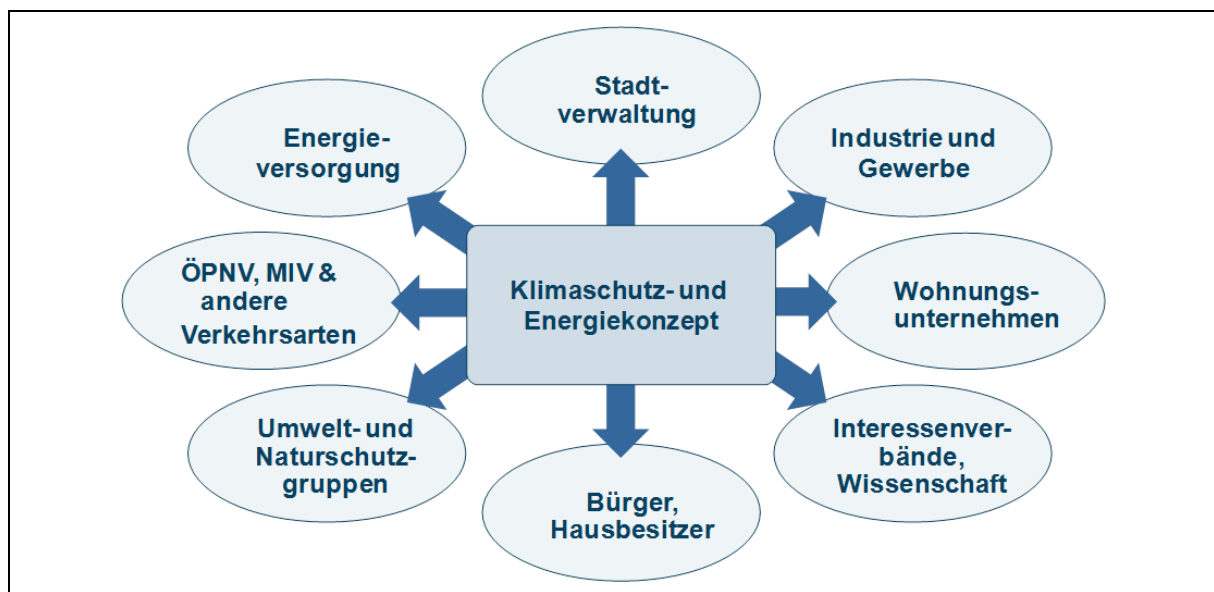 Stadt-
verwaltung
Energie-
versorgung
Industrie und
Gewerbe
ÖPNV, MIV &
andere
Verkehrsarten
Klimaschutz- und
Energiekonzept
Wohnungs-
unternehmen
Umwelt- und
Naturschutz-
gruppen
Interessenver-
bände,
Wissenschaft
Bürger,
Hausbesitzer